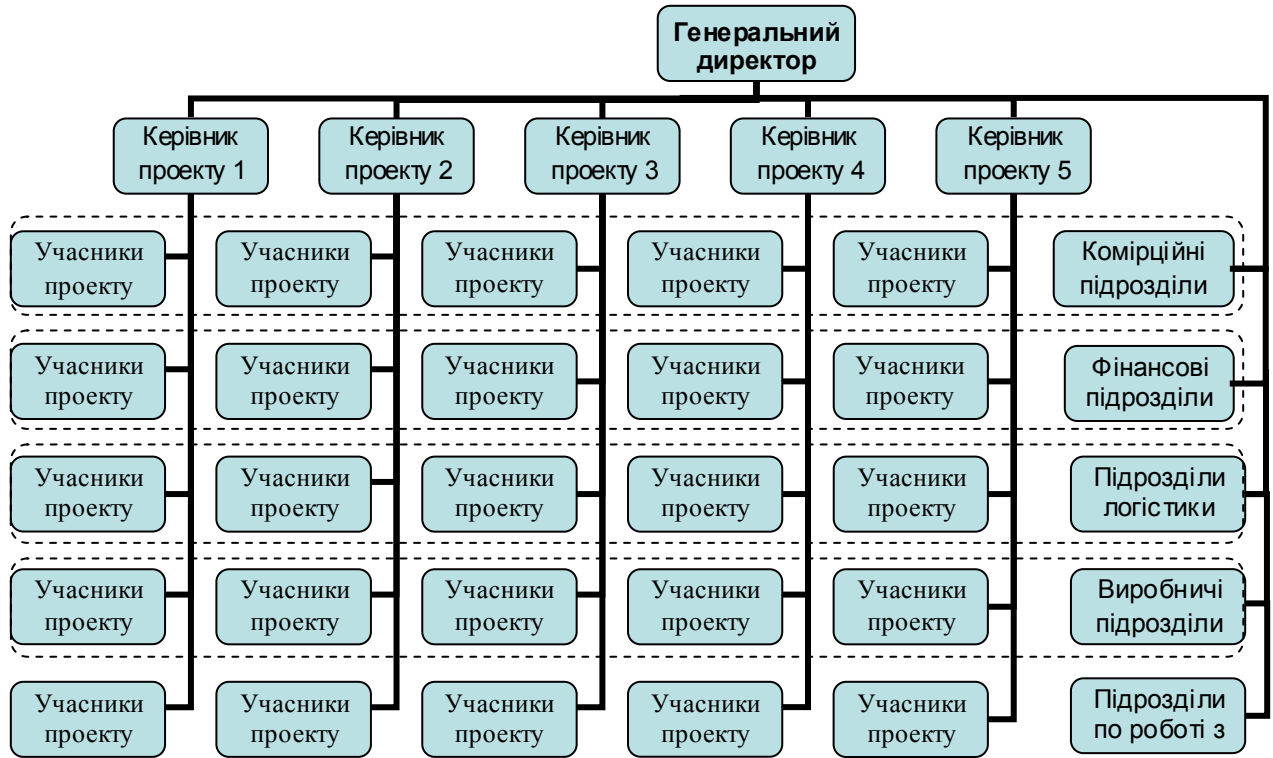 Генеральний
директор
Керівник
проекту 1
Керівник
проекту 2
Керівник
проекту 3
Керівник
проекту 4
Керівник
проекту 5
Учасники
проекту
Учасники
проекту
Учасники
проекту
Учасники
проекту
Учасники
проекту
Комірційні
підрозділи
Учасники
проекту
Учасники
проекту
Учасники
проекту
Учасники
проекту
Учасники
проекту
Фінансові
підрозділи
Учасники
проекту
Учасники
проекту
Учасники
проекту
Учасники
проекту
Учасники
проекту
Підрозділи
логістики
Учасники
проекту
Учасники
проекту
Учасники
проекту
Учасники
проекту
Учасники
проекту
Виробничі
підрозділи
Учасники
проекту
Учасники
проекту
Учасники
проекту
Учасники
проекту
Учасники
проекту
Підрозділи
по роботі з